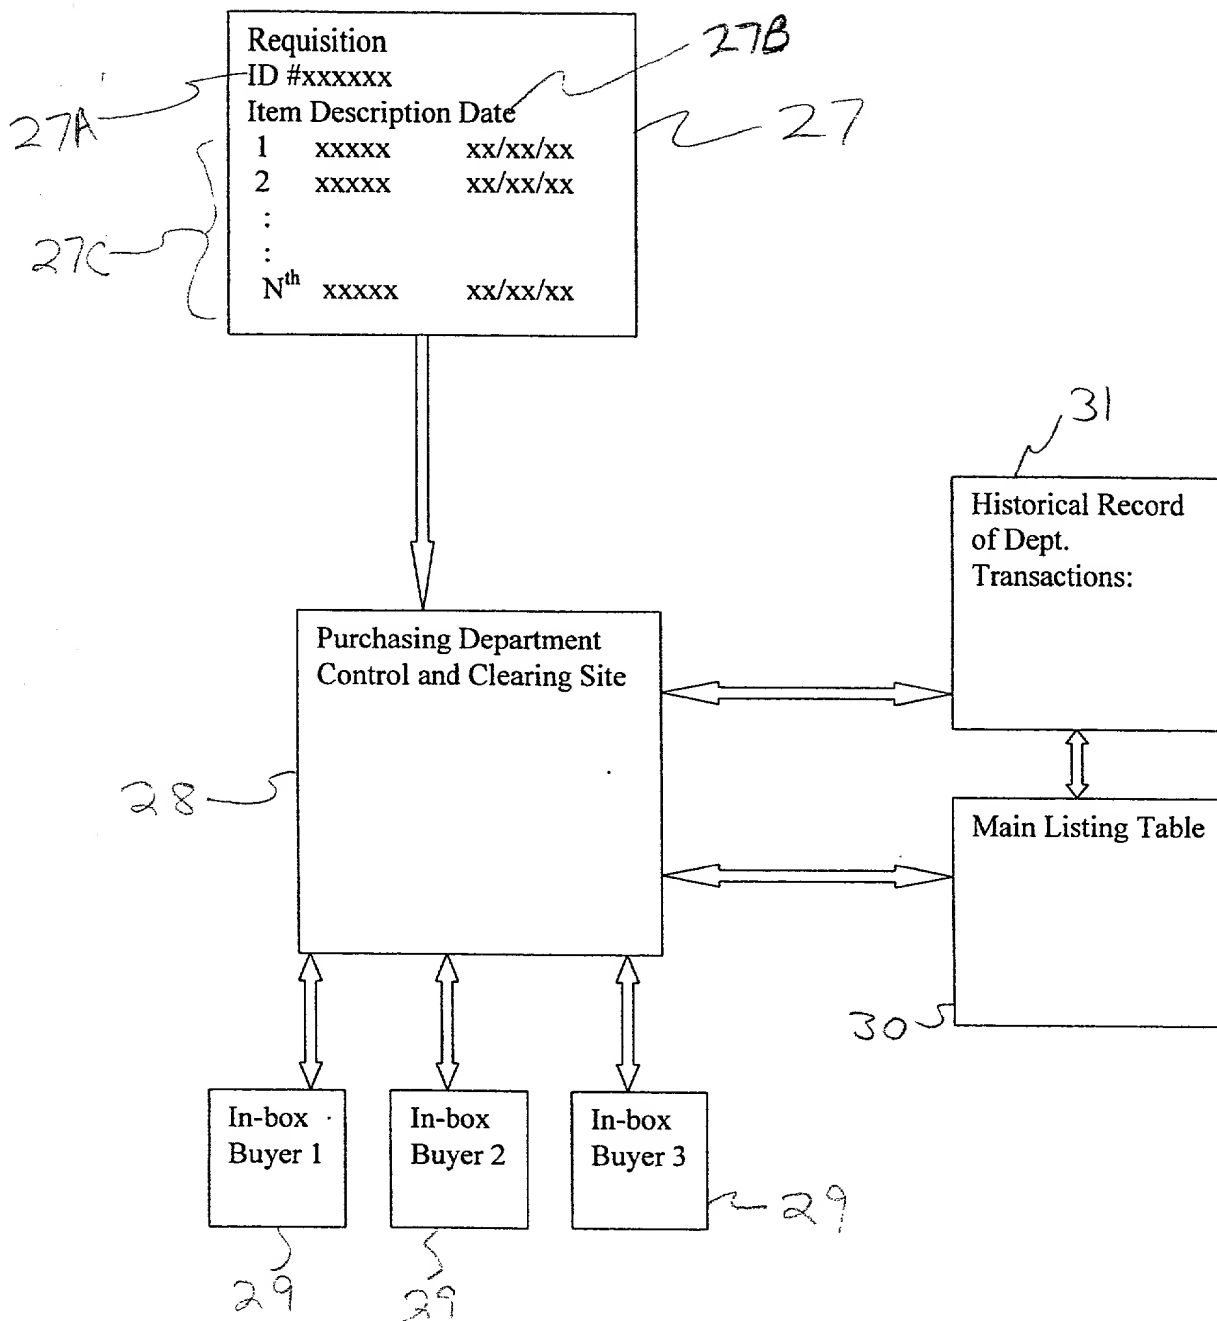 27B
Requisition
ID #xxxxxx
27A
Item Description Date
27
1 xxxxx xx/xx/xx
2 xxxxx xx/xx/xx
:
27C
:
Nth xxxxx xx/xx/xx
31
Historical Record
of Dept.
Transactions:
Purchasing Department
Control and Clearing Site
28
Main Listing Table
30
In-box
Buyer 1
In-box
Buyer 2
In-box
Buyer 3
29
29
29